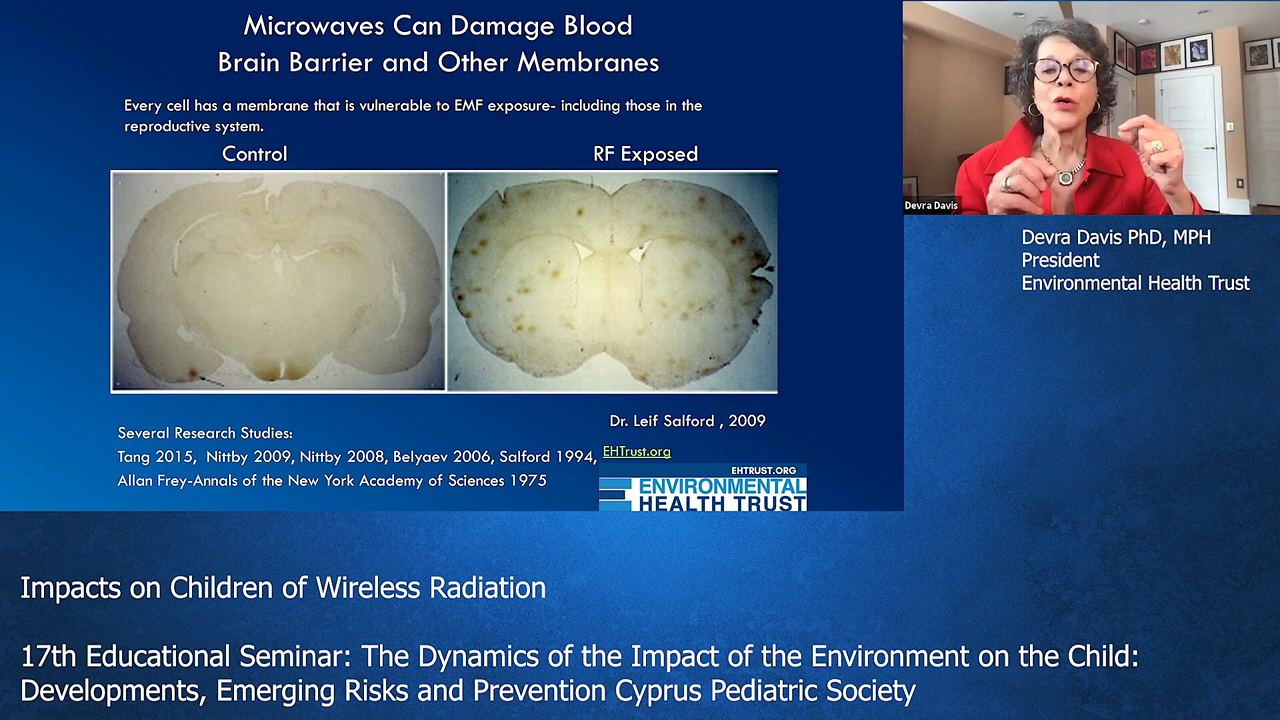 Microwaves Can Damage Blood
Brain Barrier and Other Membranes
Every cell has a membrane that is vulnerable to EMF exposure- including those in the
reproductive system.
Control
RF Exposed
Dr. Leif Salford , 2009
Several Research Studies:
Tang 2015,  Nittby 2009, Nittby 2008, Belyaev 2006, Salford 1994,
Allan Frey-Annals of the New York Academy of Sciences 1975
EHTrust.org
EHTRUST.ORG
ENVIRONMENTAL
HEALTH TRUST
Devra Davis
Devra Davis PhD, MPH
President
Environmental Health Trust
Impacts on Children of Wireless Radiation
17th Educational Seminar: The Dynamics of the Impact of the Environment on the Child:
Developments, Emerging Risks and Prevention Cyprus Pediatric Society